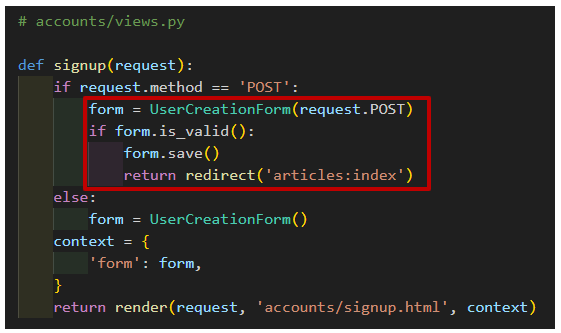 # accounts/views.py
def signup(request):
if request.method == 'POST':
form = UserCreationForm(request.POST)
if form.is_valid():
form.save()
return redirect('articles:index')
else:
form = UserCreationForm()
context = {
'form': form,
}
return render(request, 'accounts/signup.html', context)